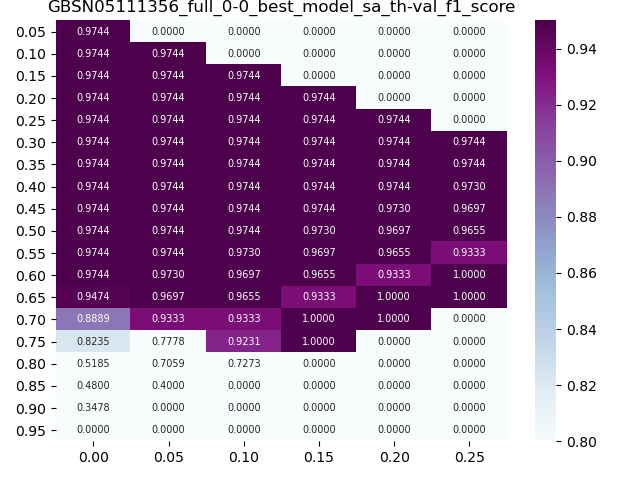 GBSN05111356_full_0-0_best_model_sa_th-val_f1_score
0.05 0.9744 0.0000 0.0000 0.0000 0.0000 0.0000
0.10 0.9744 0.9744 0.0000 0.0000 0.0000 0.0000
0.15 0.9744 0.9744 0.9744 0.0000 0.0000 0.0000
0.20 0.9744 0.9744 0.9744 0.9744 0.0000 0.0000
0.25 0.9744 0.9744 0.9744 0.9744 0.9744 0.0000
0.30 0.9744 0.9744 0.9744 0.9744 0.9744 0.9744
0.35 0.9744 0.9744 0.9744 0.9744 0.9744 0.9744
0.40 0.9744 0.9744 0.9744 0.9744 0.9744 0.9730
0.45 0.9744 0.9744 0.9744 0.9744 0.9730 0.9697
0.50 0.9744 0.9744 0.9744 0.9730 0.9697 0.9655
0.55 0.9744 0.9744 0.9730 0.9697 0.9655 0.9333
0.60 0.9744 0.9730 0.9697 0.9655 0.9333 1.0000
0.65 0.9474 0.9697 0.9655 0.9333 1.0000 1.0000
0.70 0.8889 0.9333 0.9333 1.0000 1.0000 0.0000
0.75 0.8235 0.7778 0.9231 1.0000 0.0000 0.0000
0.80 0.5185 0.7059 0.7273 0.0000 0.0000 0.0000
0.85 0.4800 0.4000 0.0000 0.0000 0.0000 0.0000
0.90 0.3478 0.0000 0.0000 0.0000 0.0000 0.0000
0.95 0.0000 0.0000 0.0000 0.0000 0.0000 0.0000
0.00 0.05 0.10 0.15 0.20 0.25
0.94
0.92
0.90
0.88
0.86
0.84
0.82
0.80